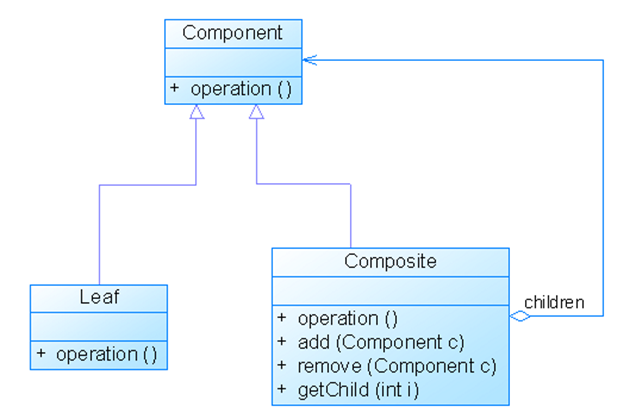 Component
+ operation ()
Leaf
+ operation ()
Composite
+ operation ()
+ add (Component c)
+ remove (Component c)
+ getChild (int i)
children